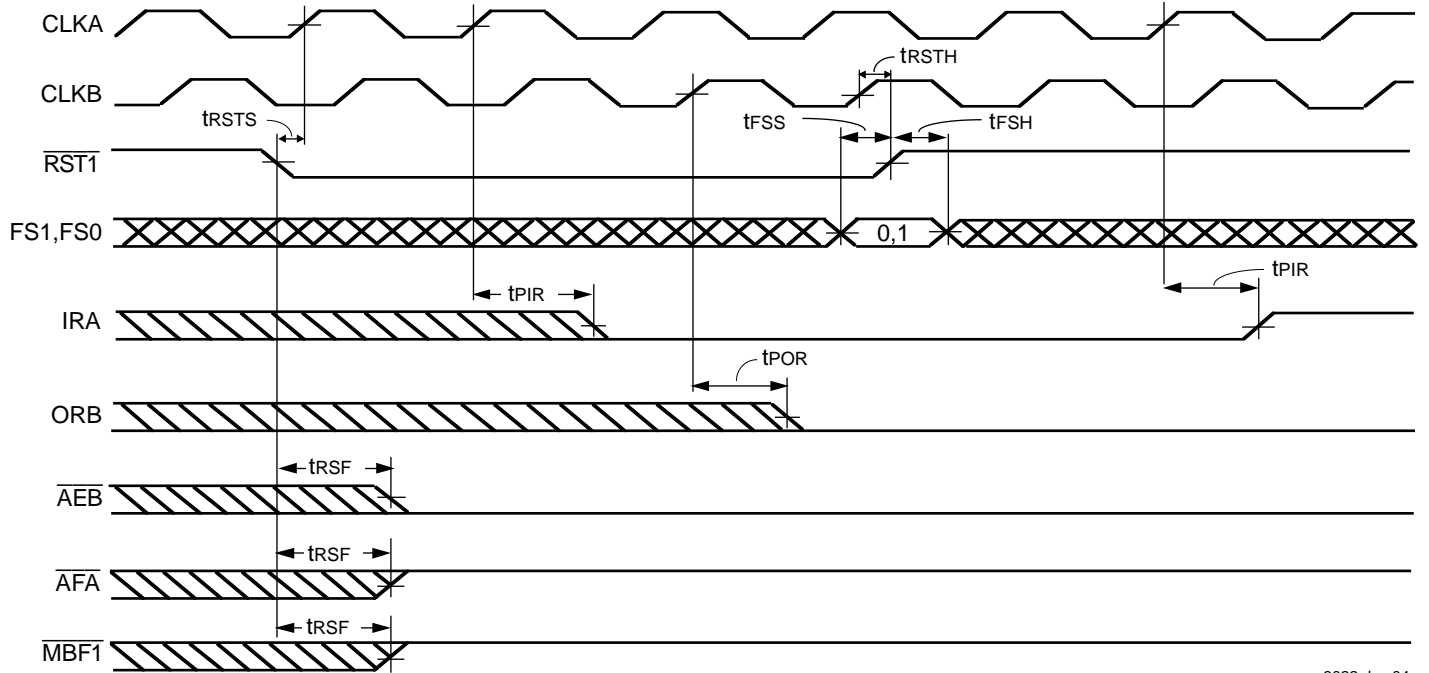 CLKA
tRSTH
CLKB
tRSTS
tFSS
tFSH
RST1
FS1,FS0
0,1
tPIR
tPIR
IRA
tPOR
ORB
tRSF
AEB
tRSF
AFA
tRSF
MBF1